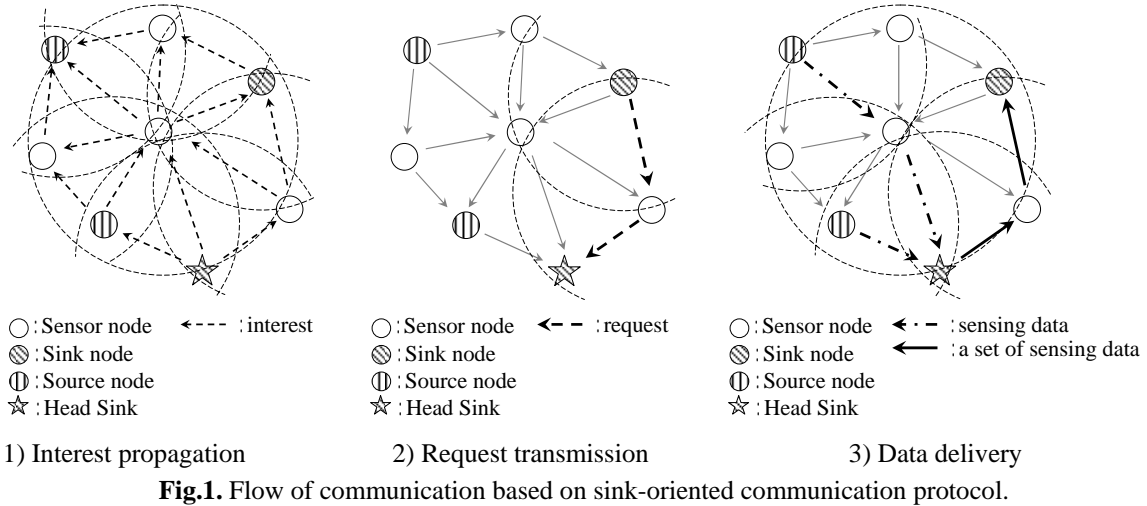 : Sensor node : interest
: Sink node
: Source node
: Head Sink
1) Interest propagation
: Sensor node : request
: Sink node
: Source node
: Head Sink
2) Request transmission
: Sensor node : sensing data
: Sink node : a set of sensing data
: Source node
: Head Sink
3) Data delivery
Fig.1. Flow of communication based on sink-oriented communication protocol.